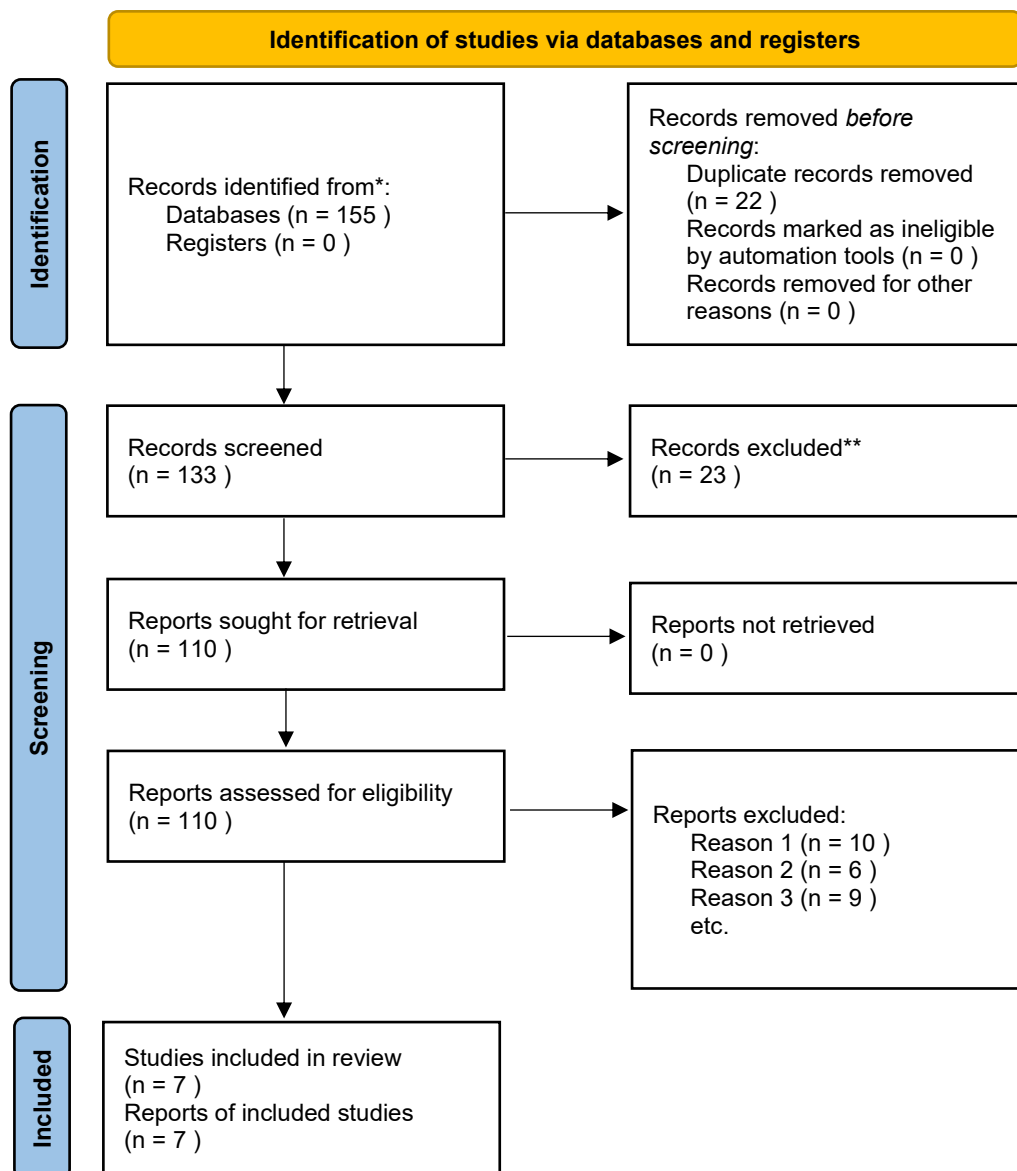 Identification of studies via databases and registers
Identification
Records identified from*:
Databases (n = 155 )
Registers (n = 0 )
Records removed before
screening:
Duplicate records removed
(n = 22 )
Records marked as ineligible
by automation tools (n = 0 )
Records removed for other
reasons (n = 0 )
Screening
Records screened
(n = 133 )
Records excluded**
(n = 23 )
Reports sought for retrieval
(n = 110 )
Reports not retrieved
(n = 0 )
Reports assessed for eligibility
(n = 110 )
Reports excluded:
Reason 1 (n = 10 )
Reason 2 (n = 6 )
Reason 3 (n = 9 )
etc.
Included
Studies included in review
(n = 7 )
Reports of included studies
(n = 7 )